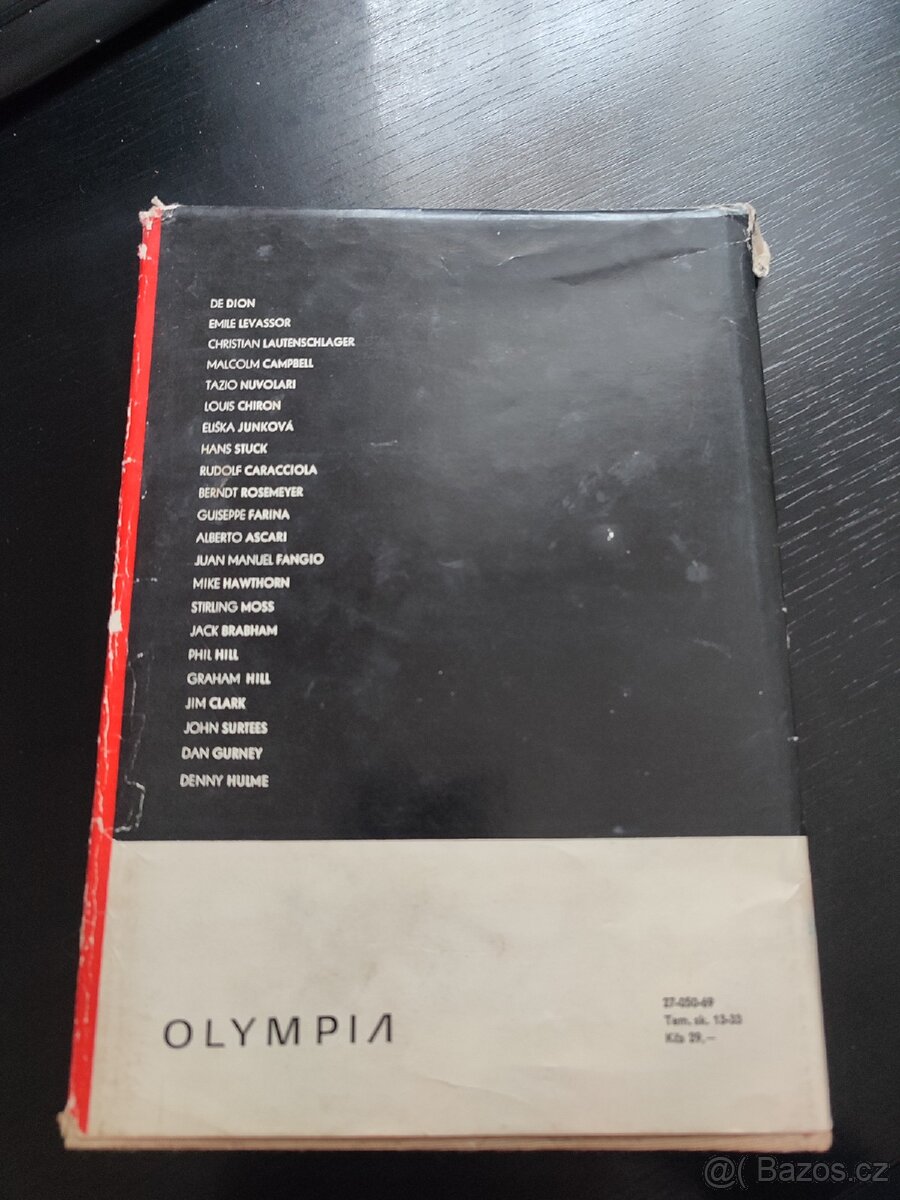 DE DION
EMILE LEVASSOR
CHRISTIAN LAUTENSCHLAGER
MALCOLM CAMPBELL
TAZIO NUVOLARI
LOUIS CHIRON
ELIŠKA JUNKOVÁ
HANS STUCK
RUDOLF CARACCIOLA
BERNDT ROSEMEYER
GUISEPPE FARINA
ALBERTO ASCARI
JUAN MANUEL FANGIO
MIKE HAWTHORN
STIRLING MOSS
JACK BRABHAM
PHIL HILL
GRAHAM HILL
JIM CLARK
JOHN SURTEES
DAN GURNEY
DENNY HULME
OLYMPIA
27-050-69
Tem. sk. 13-33
Kčs 29,—
@( Bazos.cz